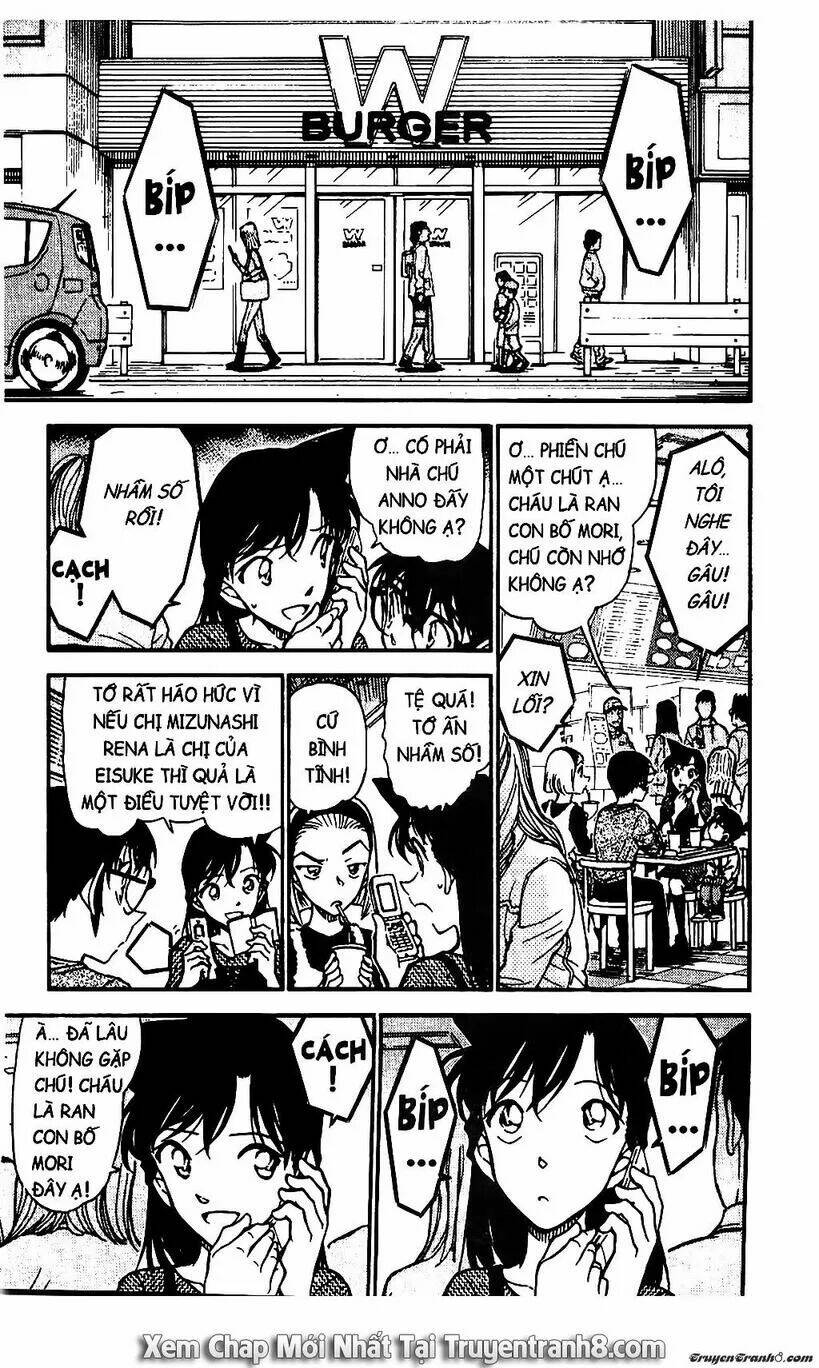 W
BURGER
BÍP
...
BÍP
...
ALÔ,
TÔI
NGHE
ĐÂY...
GÂU!
GÂU!
Ơ... PHIỀN CHÚ
MỘT CHÚT Ạ...
CHÁU LÀ RAN
CON BỐ MORI,
CHÚ CÒN NHỚ
KHÔNG Ạ?
XIN
LỖI?
Ơ... CÓ PHẢI
NHÀ CHÚ
ANNO ĐẤY
KHÔNG Ạ?
NHẦM SỐ
RỒI!
CẠCH
!
TỆ QUÁ!
TỚ ẤN
NHẦM SỐ!
CỨ
BÌNH
TĨNH!
TỚ RẤT HÁO HỨC VÌ
NẾU CHỊ MIZUNASHI
RENA LÀ CHỊ CỦA
EISUKE THÌ QUẢ LÀ
MỘT ĐIỀU TUYỆT VỜI!!
BÍP
...
BÍP
...
CÁCH
!
À... ĐÃ LÂU
KHÔNG GẶP
CHÚ! CHÁU
LÀ RAN
CON BỐ
MORI
ĐÂY Ạ!
Xem Chap Mới Nhất Tại Truyentranh8.com
TruyenTranh8.com